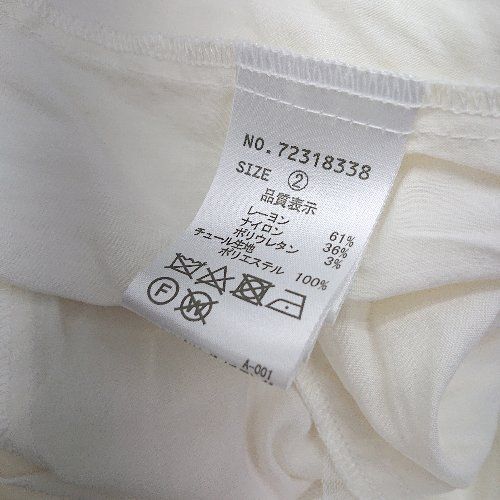 NO.72318338
SIZE ②
品質表示
レーヨン 61%
ナイロン 36%
ポリウレタン 3%
チュール生地
ポリエステル 100%
F W
A-001